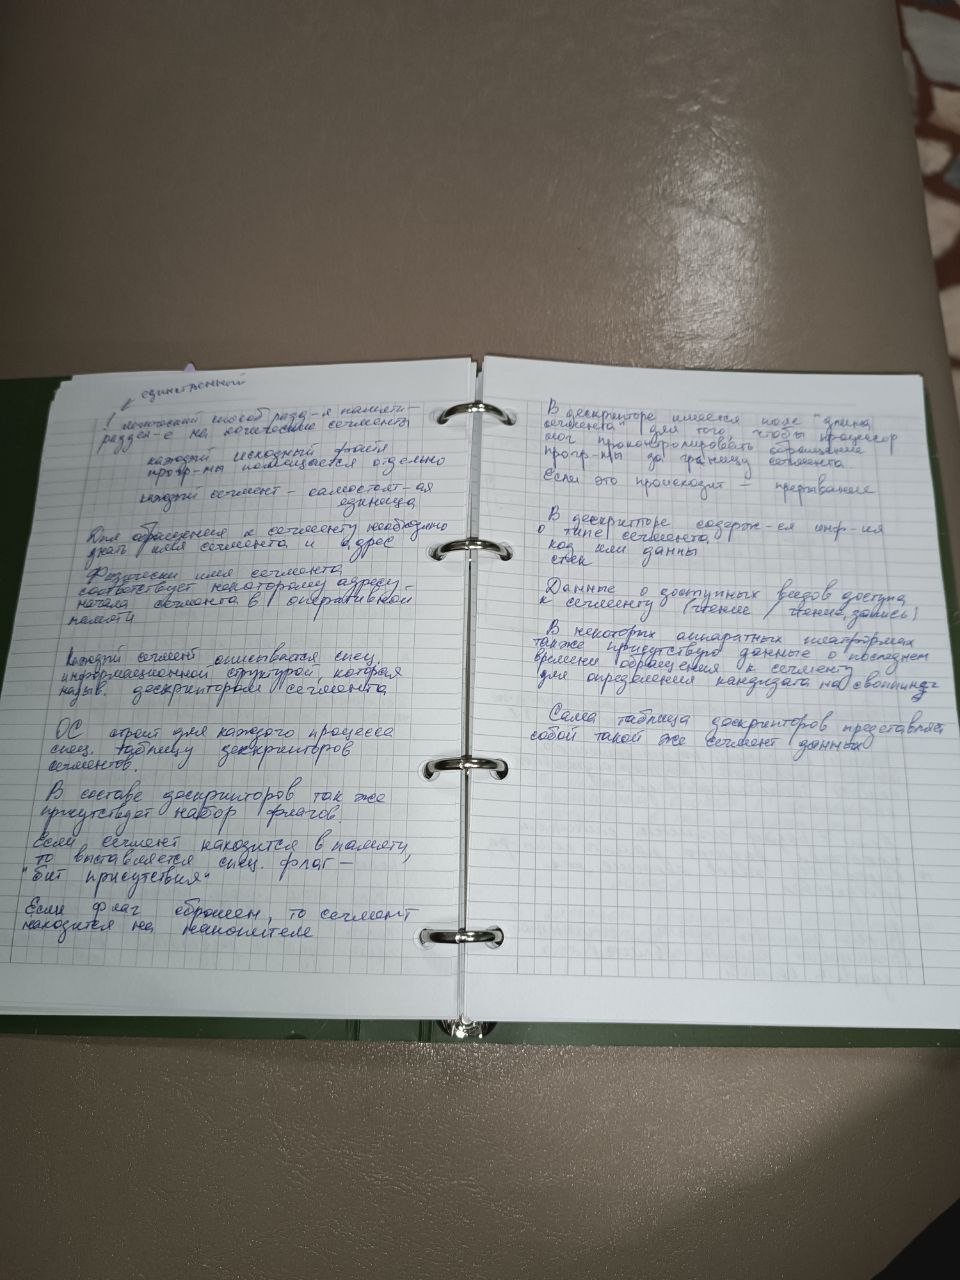 единственный
1 логический способ разд-я памяти -
раздел-е на логические сегменты
каждый исходный файл
прогр-мы помещается отдельно
каждый сегмент - самостоят-ая
единица
Для обращения к сегменту необходимо
знать имя сегмента и адрес
Физически имя сегмента
соответствует некоторому адресу
начала сегмента в оперативной
памяти
Каждый сегмент описывается спец.
информационной структурой, которая
назыв. дескриптором сегмента
ОС строит для каждого процесса
спец. таблицу дескрипторов
сегментов.
В составе дескрипторов так же
присутствует набор флагов.
Если сегмент находится в памяти,
то выставляется спец. флаг -
"бит присутствия"
Если флаг сброшен, то сегмент
находится на накопителе
В дескрипторе имеется поле "длина
сегмента" для того, чтобы процессор
мог проконтролировать обращение
прогр-мы за границу сегмента
Если это происходит - прерывание
В дескрипторе содерж-ся инф-ия
о типе сегмента
код или данны
стек
Данные о доступных видов доступа
к сегменту (чтение / чтение, запись)
В некоторых аппаратных платформах
также присутствую данные о последнем
времени обращения к сегменту
для определения кандидата на своппинг
Сама таблица дескрипторов представляет
собой такой же сегмент данных